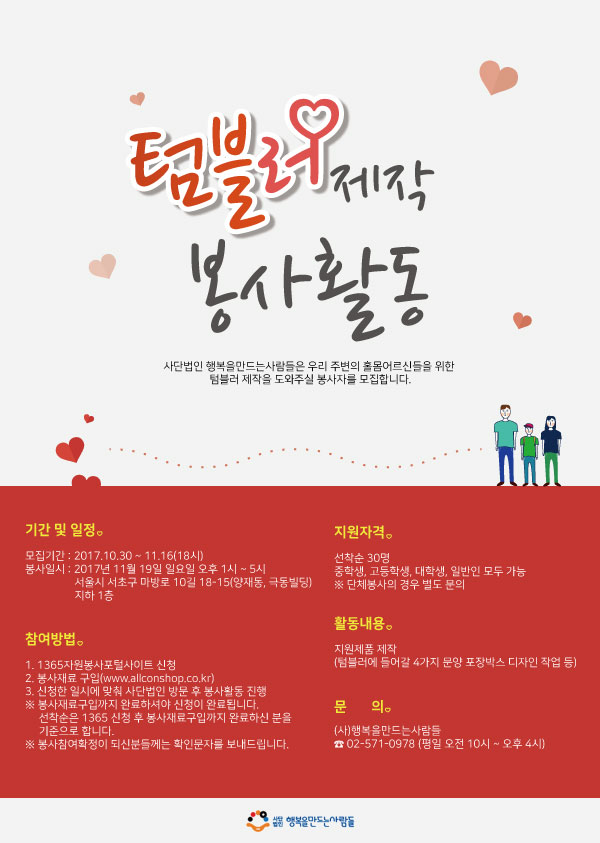 텀블러 제작
봉사활동
사단법인 행복을만드는사람들은 우리 주변의 홀몸어르신들을 위한
텀블러 제작을 도와주실 봉사자를 모집합니다.
기간 및 일정。
모집기간 : 2017.10.30 ~ 11.16(18시)
봉사일시 : 2017년 11월 19일 일요일 오후 1시 ~ 5시
서울시 서초구 마방로 10길 18-15(양재동, 극동빌딩)
지하 1층
참여방법。
1. 1365자원봉사포털사이트 신청
2. 봉사재료 구입(www.allconshop.co.kr)
3. 신청한 일시에 맞춰 사단법인 방문 후 봉사활동 진행
※ 봉사재료구입까지 완료하셔야 신청이 완료됩니다.
선착순은 1365 신청 후 봉사재료구입까지 완료하신 분을
기준으로 합니다.
※ 봉사참여확정이 되신분들께는 확인문자를 보내드립니다.
지원자격。
선착순 30명
중학생, 고등학생, 대학생, 일반인 모두 가능
※ 단체봉사의 경우 별도 문의
활동내용。
지원제품 제작
(텀블러에 들어갈 4가지 문양 포장박스 디자인 작업 등)
문 의。
(사)행복을만드는사람들
☎ 02-571-0978 (평일 오전 10시 ~ 오후 4시)
사단법인 행복을만드는사람들